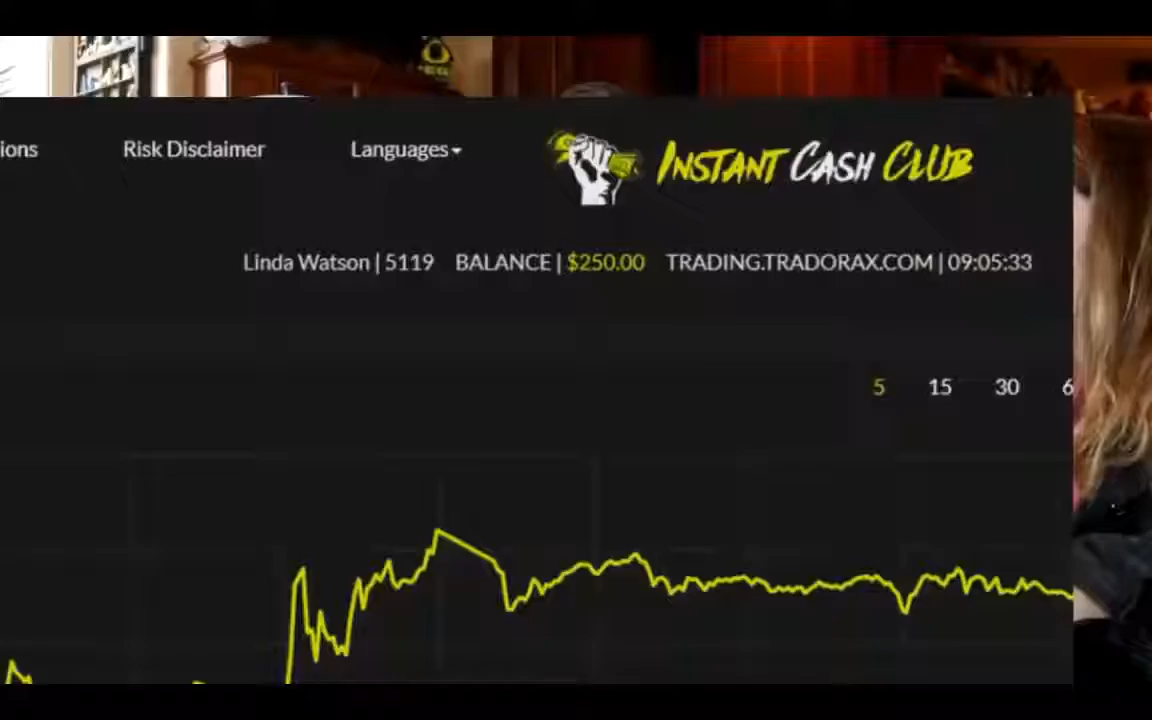 ions Risk Disclaimer Languages INSTANT CASH CLUB
Linda Watson | 5119 BALANCE | $250.00 TRADING.TRADORAX.COM | 09:05:33
5 15 30 6